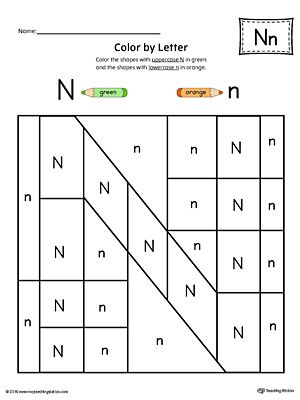 Name:
Nn
Color by Letter
Color the shapes with uppercase N in green,
and the shapes with lowercase n in orange.
N green orange n
n N n N n
N
n N n N n
N n
n N n N n
n N n N N n
n N n n N n